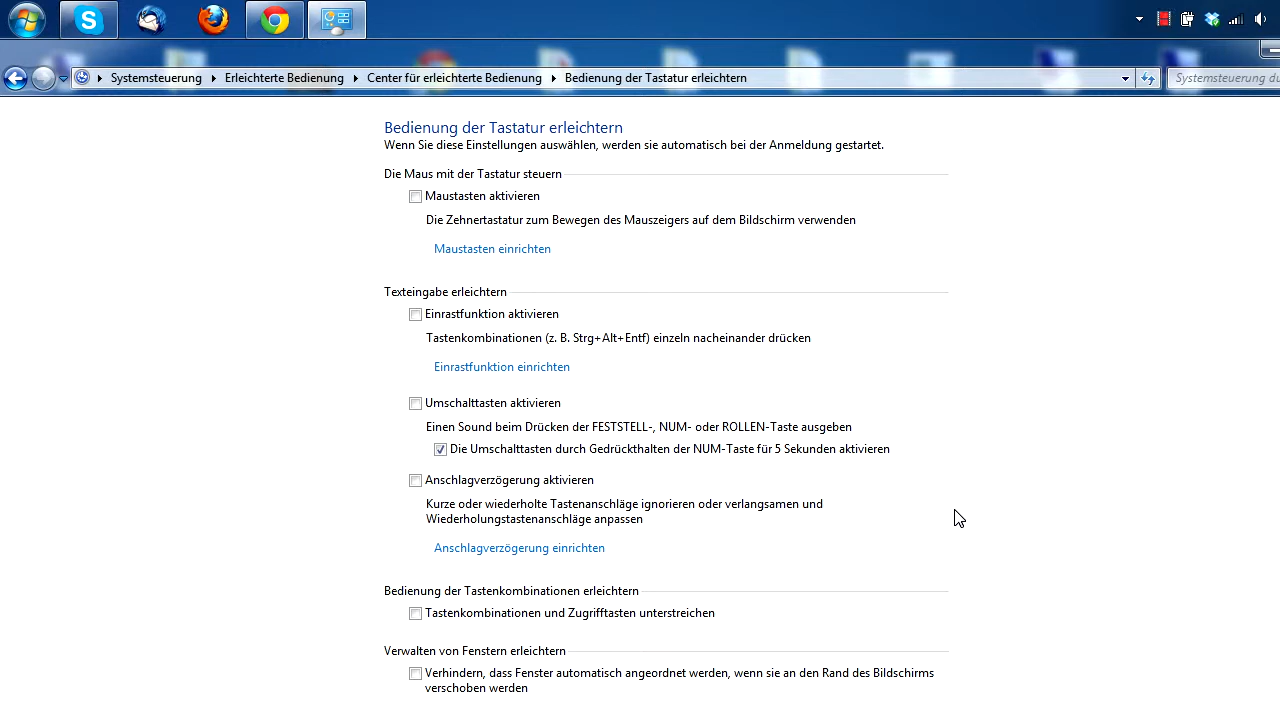 Systemsteuerung Erleichterte Bedienung Center für erleichterte Bedienung Bedienung der Tastatur erleichtern Systemsteuerung du
Bedienung der Tastatur erleichtern
Wenn Sie diese Einstellungen auswählen, werden sie automatisch bei der Anmeldung gestartet.
Die Maus mit der Tastatur steuern
Maustasten aktivieren
Die Zehnertastatur zum Bewegen des Mauszeigers auf dem Bildschirm verwenden
Maustasten einrichten
Texteingabe erleichtern
Einrastfunktion aktivieren
Tastenkombinationen (z. B. Strg+Alt+Entf) einzeln nacheinander drücken
Einrastfunktion einrichten
Umschalttasten aktivieren
Einen Sound beim Drücken der FESTSTELL-, NUM- oder ROLLEN-Taste ausgeben
Die Umschalttasten durch Gedrückthalten der NUM-Taste für 5 Sekunden aktivieren
Anschlagverzögerung aktivieren
Kurze oder wiederholte Tastenanschläge ignorieren oder verlangsamen und
Wiederholungstastenanschläge anpassen
Anschlagverzögerung einrichten
Bedienung der Tastenkombinationen erleichtern
Tastenkombinationen und Zugrifftasten unterstreichen
Verwalten von Fenstern erleichtern
Verhindern, dass Fenster automatisch angeordnet werden, wenn sie an den Rand des Bildschirms
verschoben werden